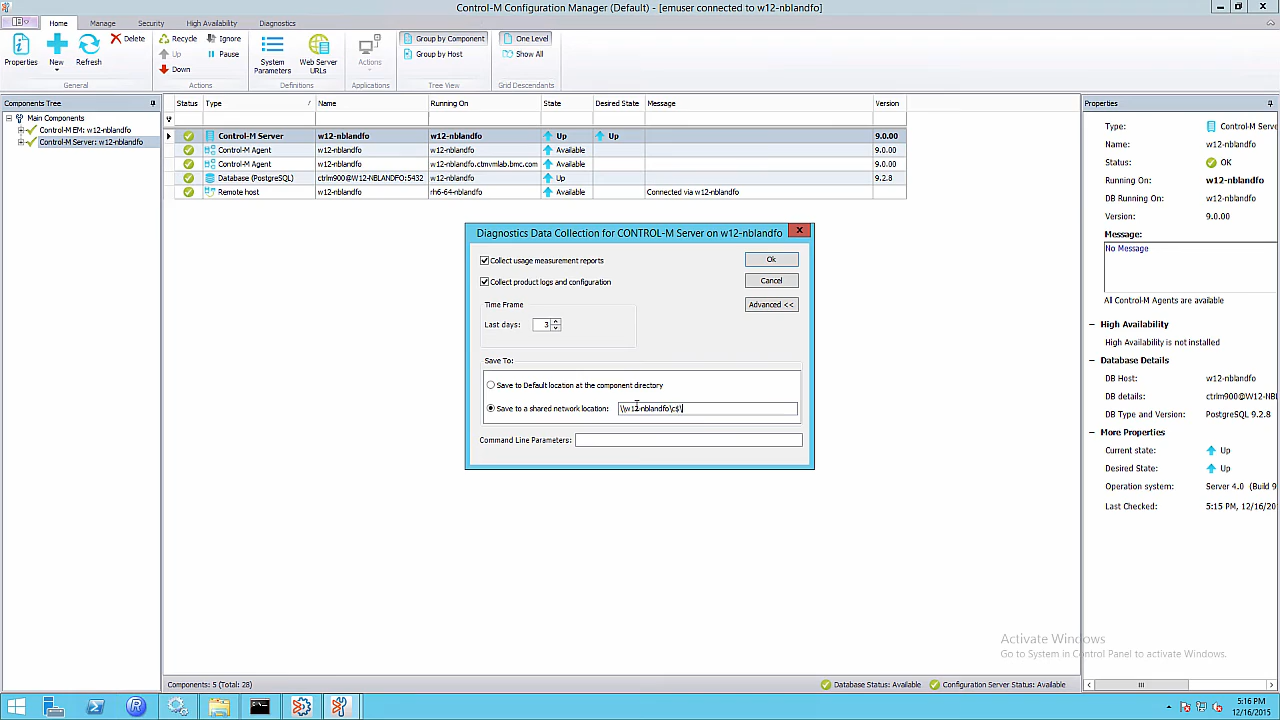 Control-M Configuration Manager (Default) - [emuser connected to w12-nblandfo]
Home Manage Security High Availability Diagnostics
Properties
New
Refresh
Delete
Recycle
Up
Down
Ignore
Pause
System Parameters
Web Server URLs
Actions
Group by Component
Group by Host
One Level
Show All
General Actions Definitions Applications Tree View Grid Descendants
Components Tree
Main Components
Control-M EM: w12-nblandfo
Control-M Server: w12-nblandfo
Status Type / Name Running On State Desired State Message Version
Control-M Server w12-nblandfo w12-nblandfo Up Up 9.0.00
Control-M Agent w12-nblandfo w12-nblandfo Available 9.0.00
Control-M Agent w12-nblandfo w12-nblandfo.ctmvmlab.bmc.com Available 9.0.00
Database (PostgreSQL) ctrlm900@W12-NBLANDFO:5432 w12-nblandfo Up 9.2.8
Remote host w12-nblandfo rh6-64-nblandfo Available Connected via w12-nblandfo
Diagnostics Data Collection for CONTROL-M Server on w12-nblandfo
Collect usage measurement reports
Ok
Collect product logs and configuration
Cancel
Advanced <<
Time Frame
Last days: 3
Save To:
Save to Default location at the component directory
Save to a shared network location: \\w12-nblandfo\c$\
Command Line Parameters:
Properties
Type: Control-M Serv
Name: w12-nblandfo
Status: OK
Running On: w12-nblandfo
DB Running On: w12-nblandfo
Version: 9.0.00
Message:
No Message
All Control-M Agents are available
High Availability
High Availability is not installed
Database Details
DB Host: w12-nblandfo
DB details: ctrlm900@W12-NBL
DB Type and Version: PostgreSQL 9.2.8
More Properties
Current state: Up
Desired State: Up
Operation system: Server 4.0 (Build 9
Last Checked: 5:15 PM, 12/16/20
Activate Windows
Go to System in Control Panel to activate Windows.
Components: 5 (Total: 28)
Database Status: Available
Configuration Server Status: Available
5:16 PM
12/16/2015